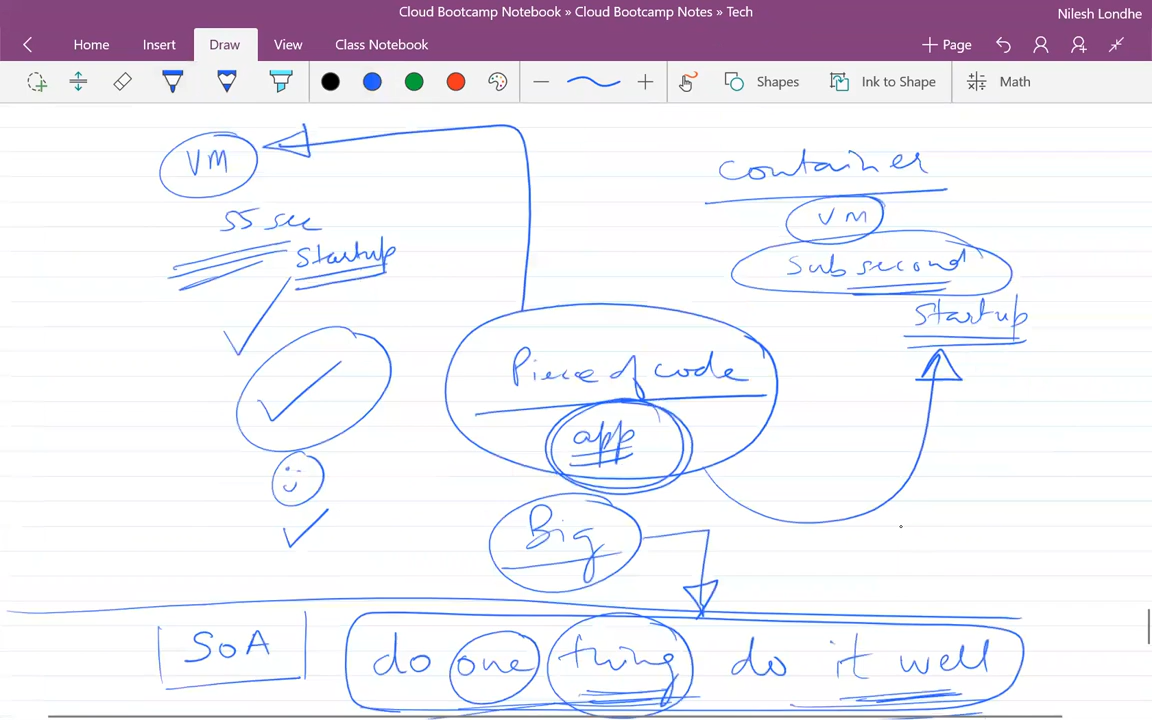 Cloud Bootcamp Notebook » Cloud Bootcamp Notes » Tech
Nilesh Londhe
Home Insert Draw View Class Notebook
Page
Shapes Ink to Shape Math
VM
55 sec
Startup
container
VM
Sub second
Startup
Piece of code
app
Big
SOA
do one thing do it well